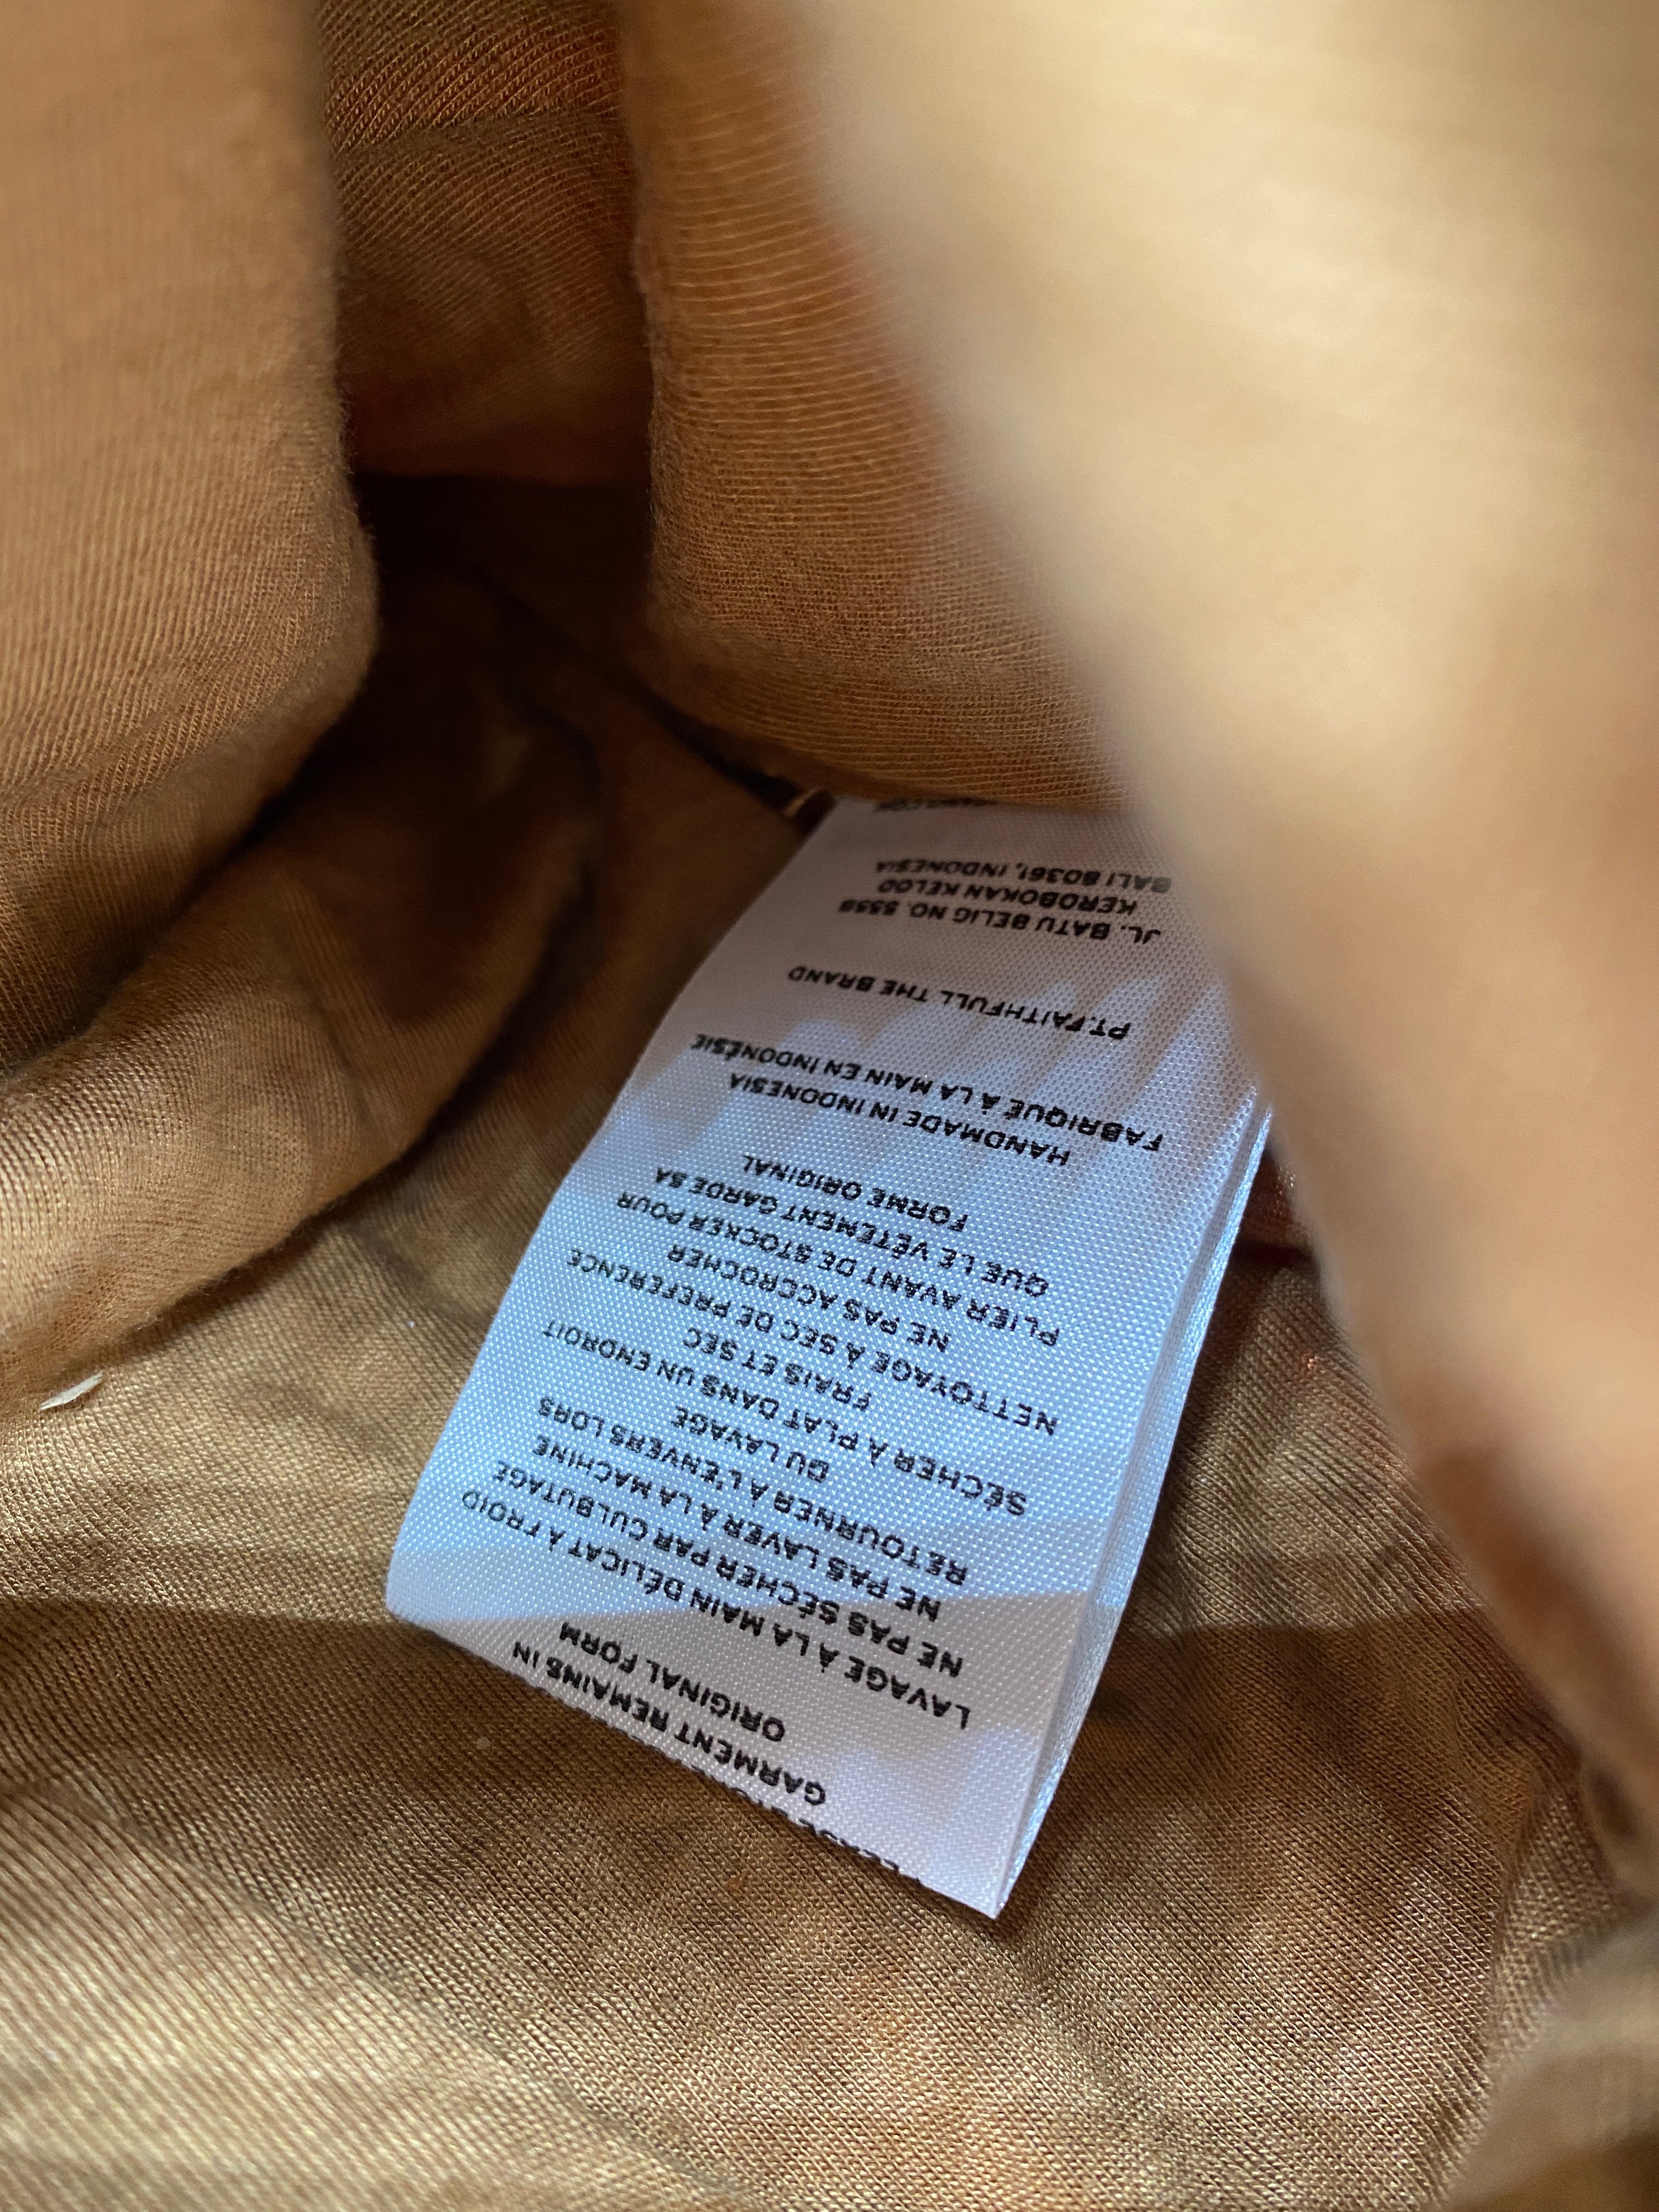 GARMENT REMAINS IN
ORIGINAL FORM
LAVAGE À LA MAIN DÉLICAT À FROID
NE PAS SÉCHER PAR CULBUTAGE
NE PAS LAVER À LA MACHINE
RETOURNER À L'ENVERS LORS
DU LAVAGE
SÉCHER À PLAT DANS UN ENDROIT
FRAIS ET SEC
NETTOYAGE À SEC DE PREFERENCE
NE PAS ACCROCHER
PLIER AVANT DE STOCKER POUR
QUE LE VÉTEMENT GARDE SA
FORME ORIGINAL
HANDMADE IN INDONESIA
FABRIQUÉ À LA MAIN EN INDONÉSIE
PT.FAITHFULL THE BRAND
JL. BATU BELIG NO. 555B
KEROBOKAN KELOD
BALI 80361, INDONESIA